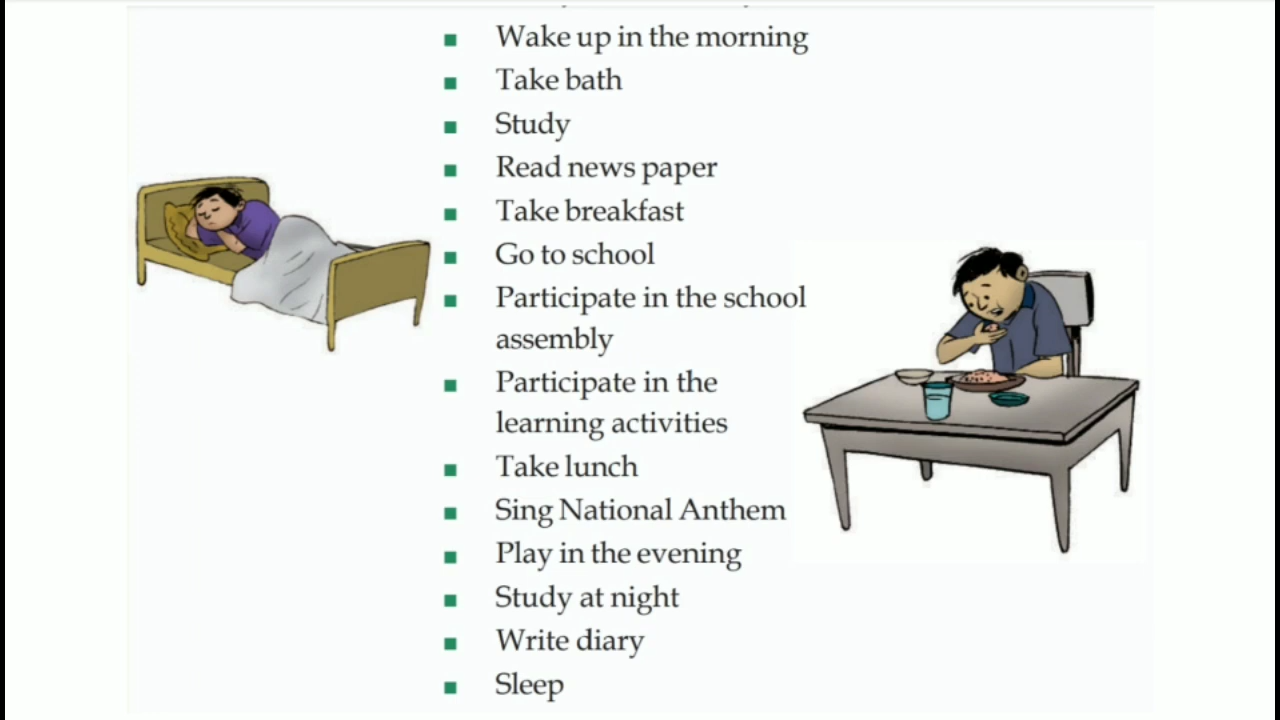 Wake up in the morning
Take bath
Study
Read news paper
Take breakfast
Go to school
Participate in the school
assembly
Participate in the
learning activities
Take lunch
Sing National Anthem
Play in the evening
Study at night
Write diary
Sleep